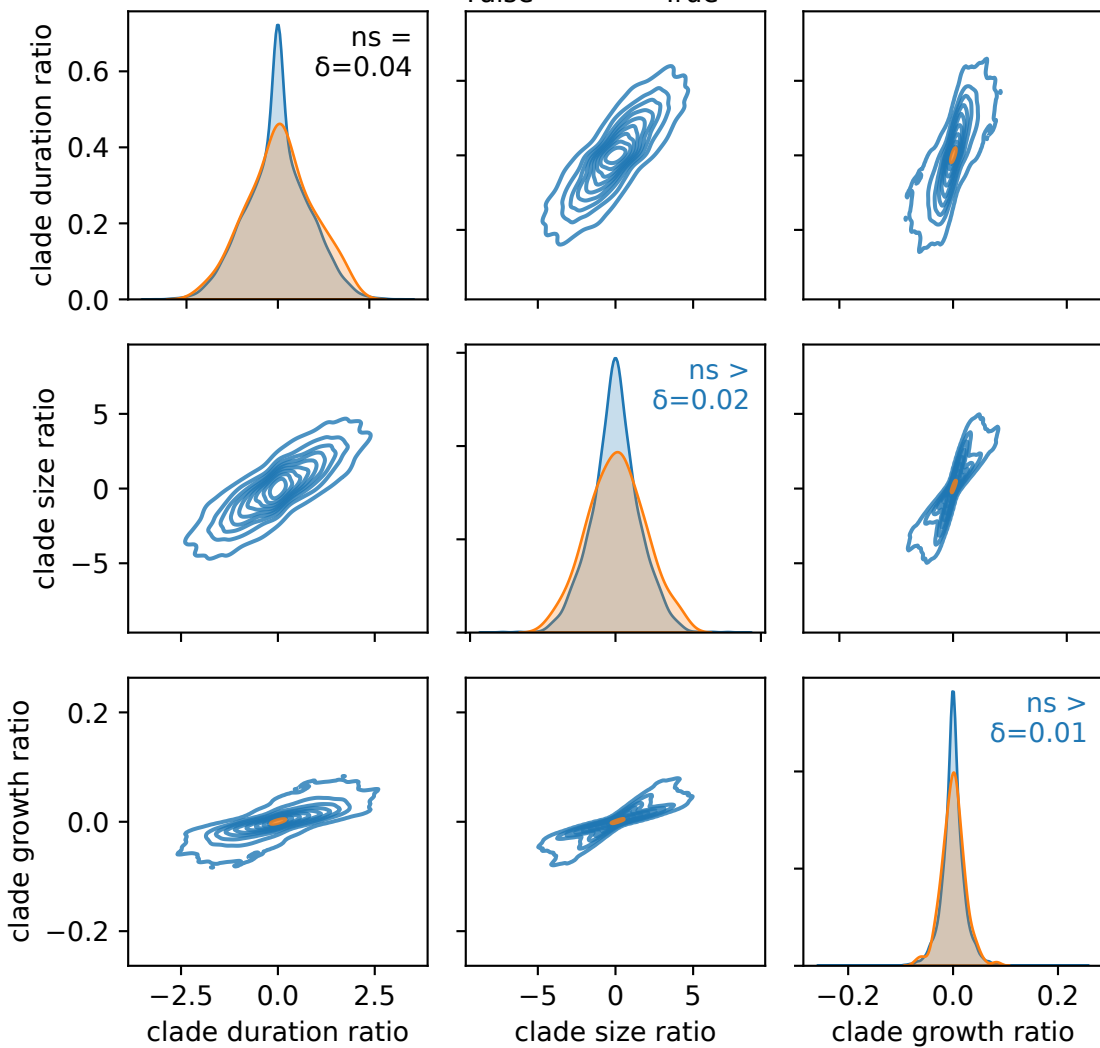 clade duration ratio
0.6
0.4
0.2
0.0
ns =
δ=0.04
clade size ratio
5
0
−5
ns >
δ=0.02
clade growth ratio
0.2
0.0
−0.2
ns >
δ=0.01
−2.5 0.0 2.5
−5 0 5
−0.2 0.0 0.2
clade duration ratio
clade size ratio
clade growth ratio